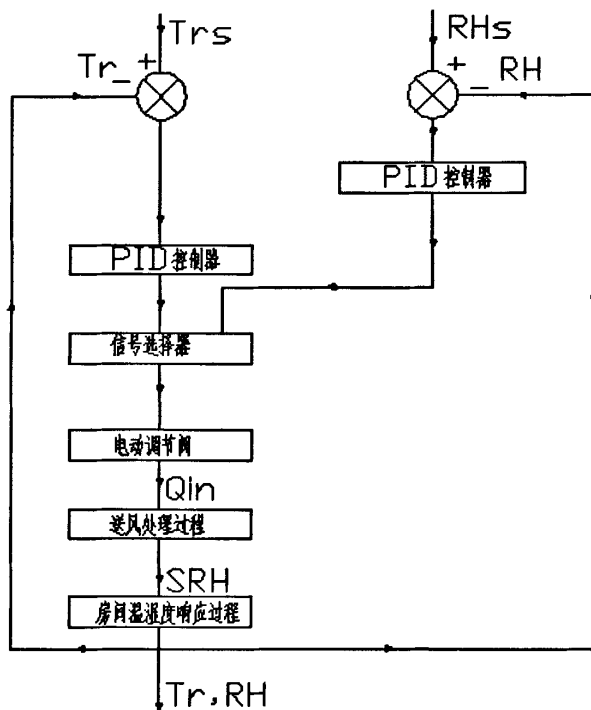 Trs
RHs
Tr
+
-
+
-
RH
PID控制器
PID控制器
信号选择器
电动调节阀
Qin
送风处理过程
SRH
房间温湿度响应过程
Tr,RH